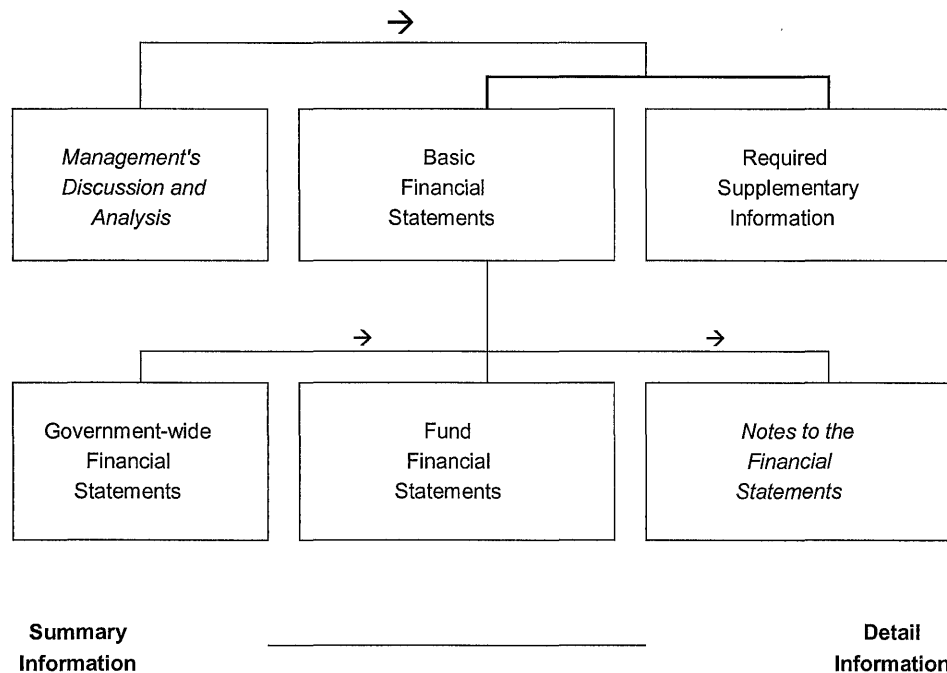 →
Management's
Discussion and
Analysis
Basic
Financial
Statements
Required
Supplementary
Information
→
→
Government-wide
Financial
Statements
Fund
Financial
Statements
Notes to the
Financial
Statements
Summary
Information
Detail
Information